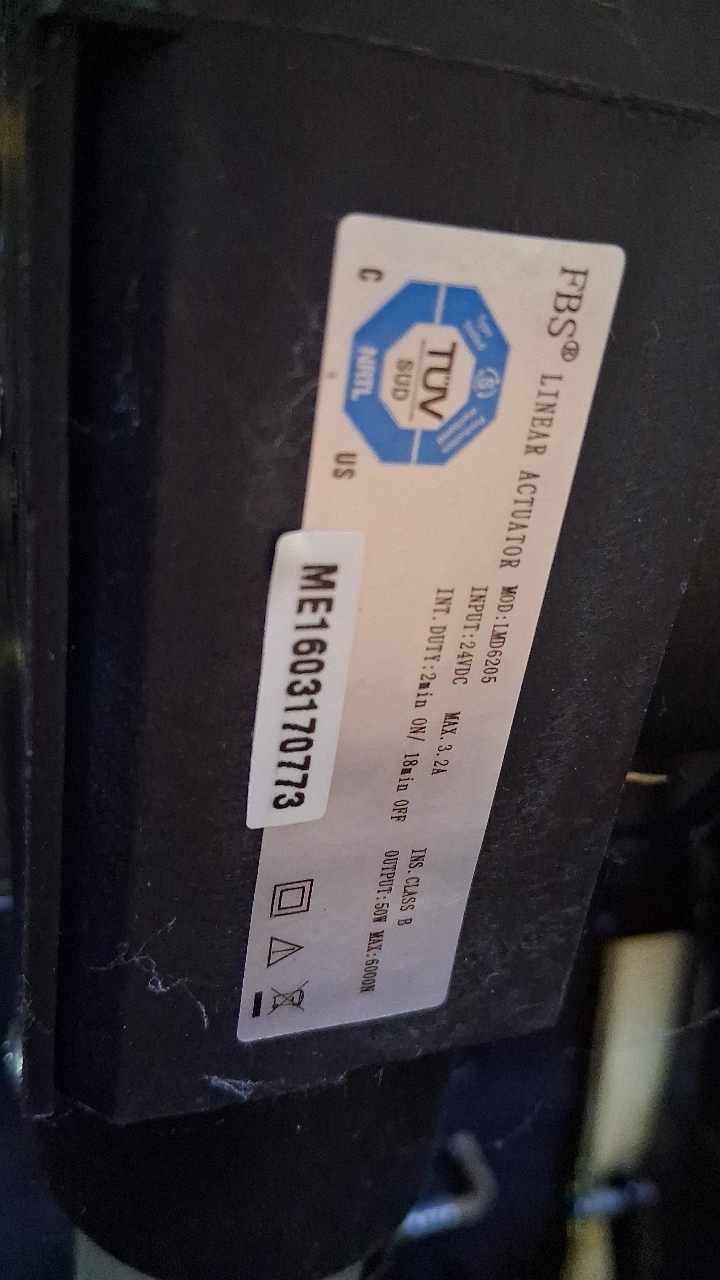 FBS® LINEAR ACTUATOR
MOD:LMD6205
INPUT:24VDC MAX.3.2A
INS.CLASS B
INT.DUTY:2min ON/ 18min OFF
OUTPUT:50W MAX:6000N
TÜV
SUD
NRTL
C US
ME1603170773